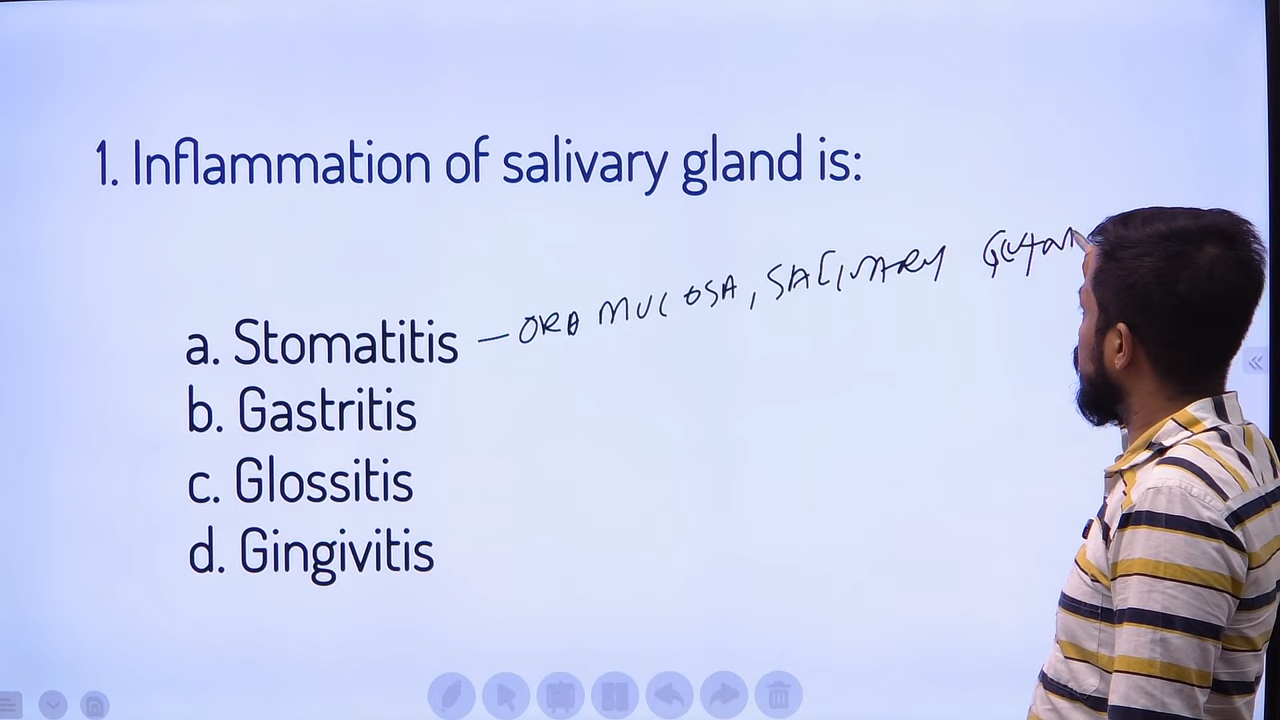 1. Inflammation of salivary gland is:
a. Stomatitis – ORA MUCOSA, SALIVARY
b. Gastritis
c. Glossitis
d. Gingivitis